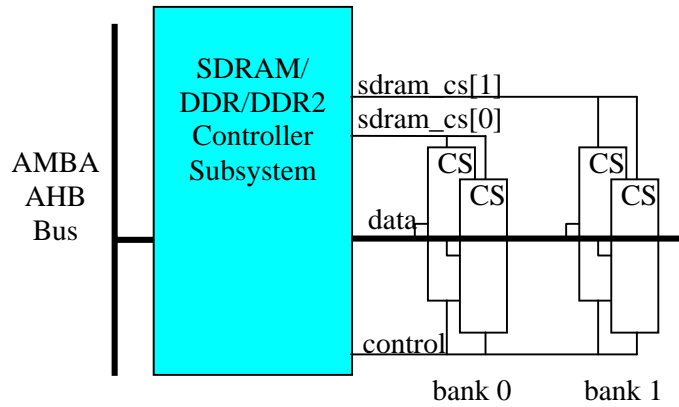 SDRAM/
DDR/DDR2
Controller
Subsystem
AMBA
AHB
Bus
sdram_cs[1]
sdram_cs[0]
CS
CS
CS
CS
data
control
bank 0
bank 1